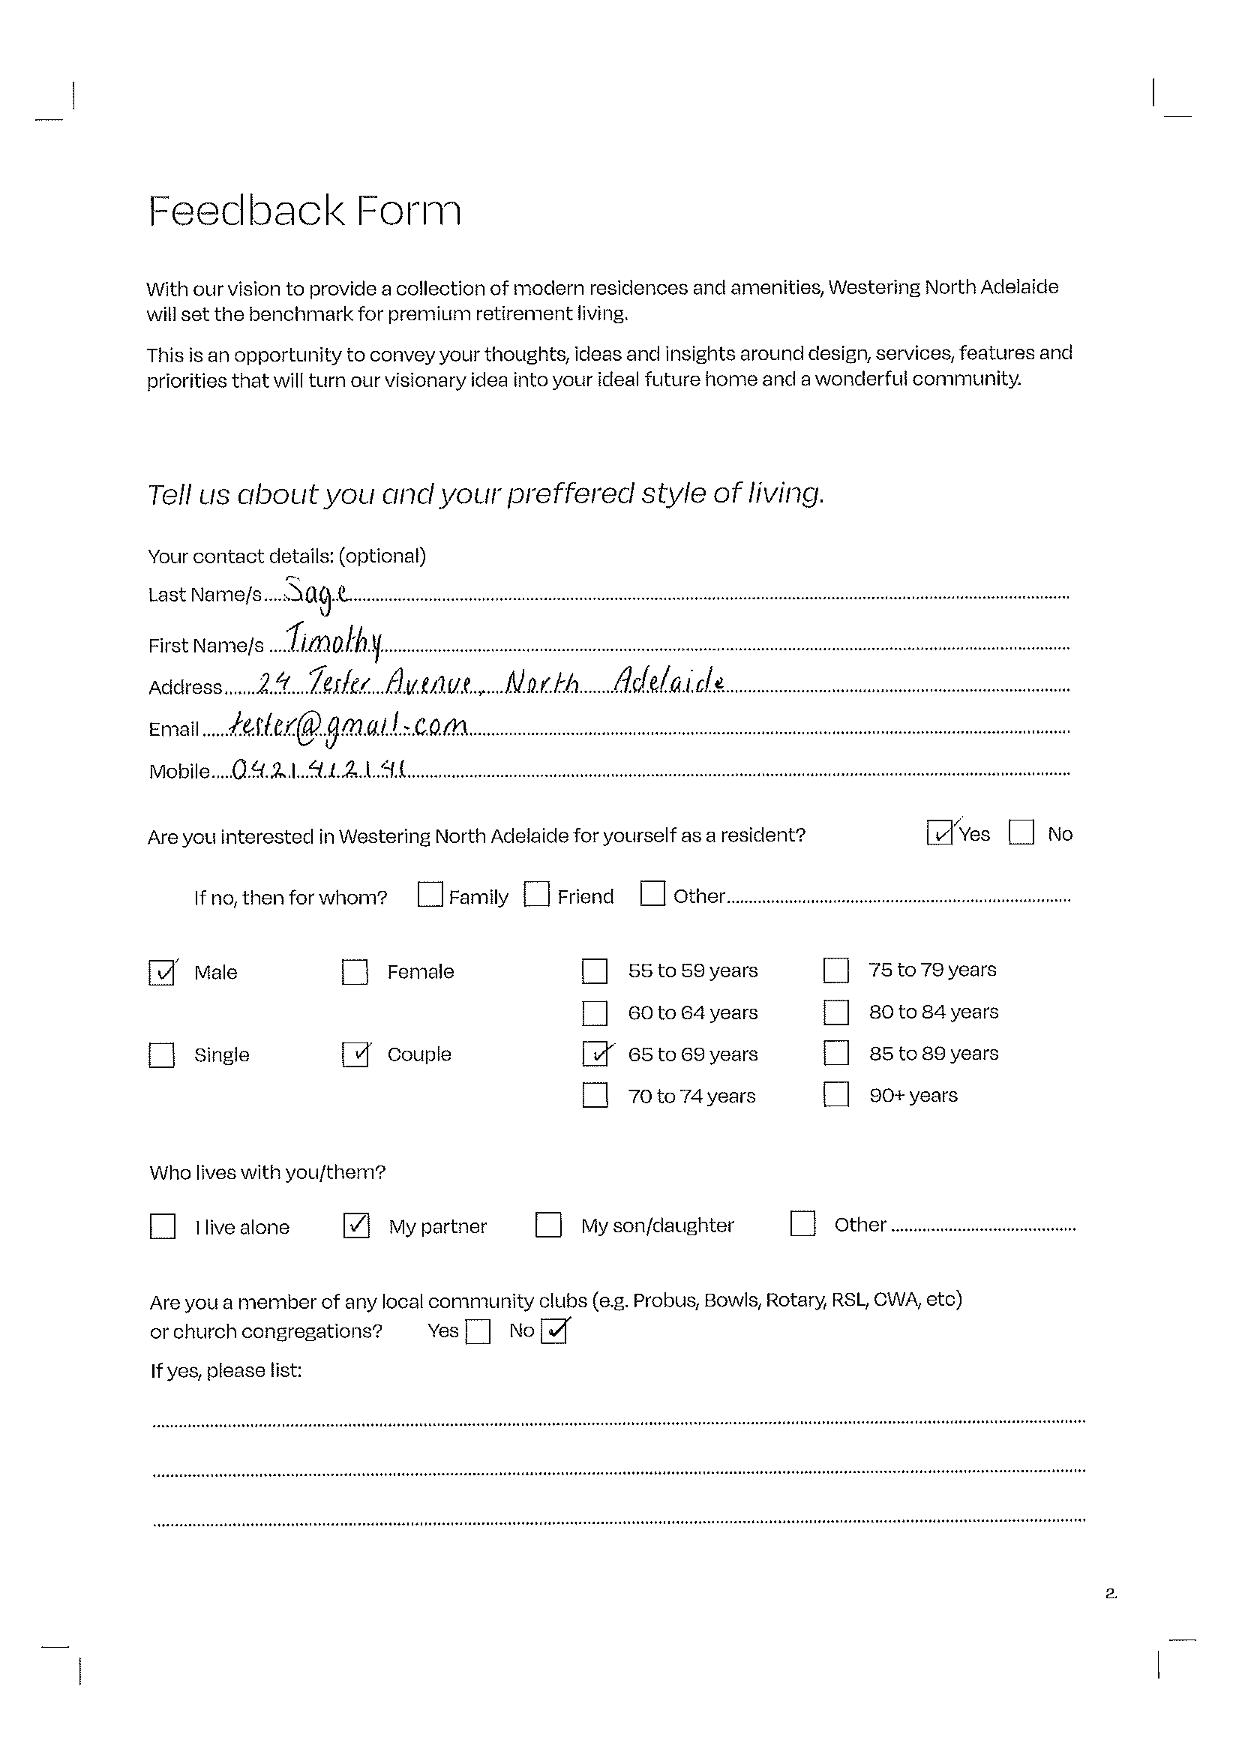 Feedback Form
With our vision to provide a collection of modern residences and amenities, Westering North Adelaide
will set the benchmark for premium retirement living.
This is an opportunity to convey your thoughts, ideas and insights around design, services, features and
priorities that will turn our visionary idea into your ideal future home and a wonderful community.
Tell us about you and your preffered style of living.
Your contact details: (optional)
Last Name/s Sage
First Name/s Timothy
Address 24 Tester Avenue, North Adelaide
Email tester@gmail.com
Mobile 0421412141
Are you interested in Westering North Adelaide for yourself as a resident? ☑ Yes ☐ No
If no, then for whom? ☐ Family ☐ Friend ☐ Other
☑ Male ☐ Female ☐ 55 to 59 years ☐ 75 to 79 years
☐ 60 to 64 years ☐ 80 to 84 years
☐ Single ☑ Couple ☑ 65 to 69 years ☐ 85 to 89 years
☐ 70 to 74 years ☐ 90+ years
Who lives with you/them?
☐ I live alone ☑ My partner ☐ My son/daughter ☐ Other
Are you a member of any local community clubs (e.g. Probus, Bowls, Rotary, RSL, CWA, etc)
or church congregations? Yes ☐ No ☑
If yes, please list:
2.